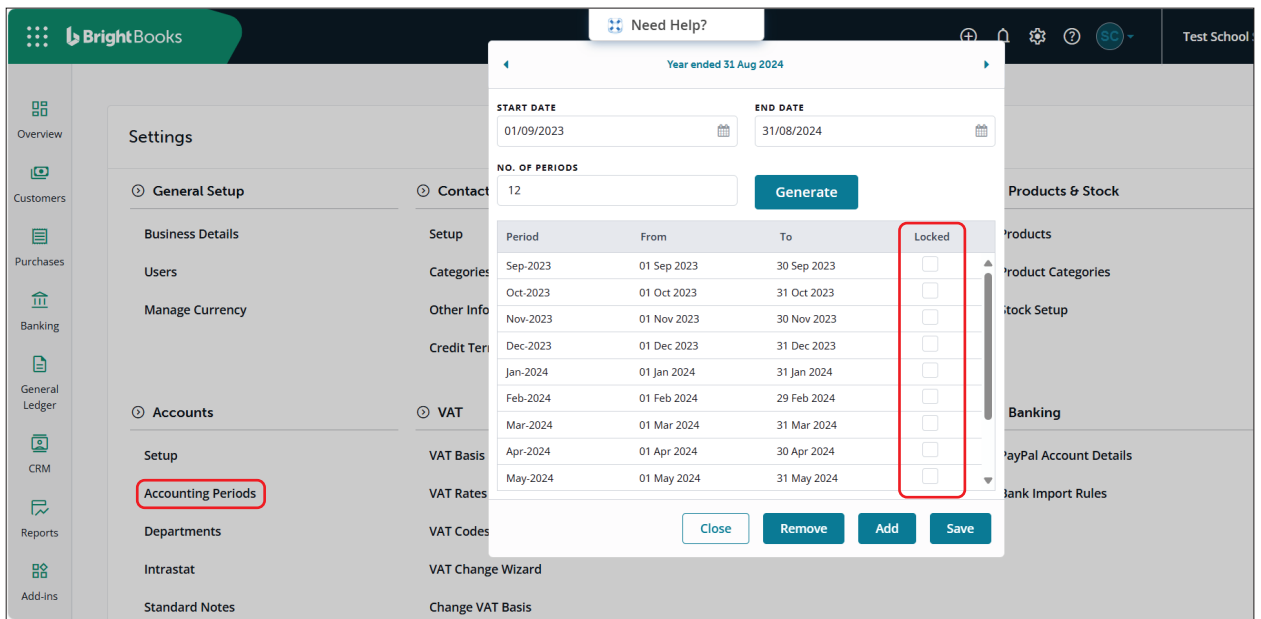 BrightBooks
Need Help?
SC
Test School
Overview
Customers
Purchases
Banking
General
Ledger
CRM
Reports
Add-ins
Settings
General Setup
Business Details
Users
Manage Currency
Contact
Setup
Categories
Other Info
Credit Ter
Products & Stock
Products
Product Categories
Stock Setup
Accounts
Setup
Accounting Periods
Departments
Intrastat
Standard Notes
VAT
VAT Basis
VAT Rates
VAT Codes
VAT Change Wizard
Change VAT Basis
Banking
PayPal Account Details
Bank Import Rules
Year ended 31 Aug 2024
START DATE END DATE
01/09/2023 31/08/2024
NO. OF PERIODS
12 Generate
Period From To Locked
Sep-2023 01 Sep 2023 30 Sep 2023
Oct-2023 01 Oct 2023 31 Oct 2023
Nov-2023 01 Nov 2023 30 Nov 2023
Dec-2023 01 Dec 2023 31 Dec 2023
Jan-2024 01 Jan 2024 31 Jan 2024
Feb-2024 01 Feb 2024 29 Feb 2024
Mar-2024 01 Mar 2024 31 Mar 2024
Apr-2024 01 Apr 2024 30 Apr 2024
May-2024 01 May 2024 31 May 2024
Close Remove Add Save